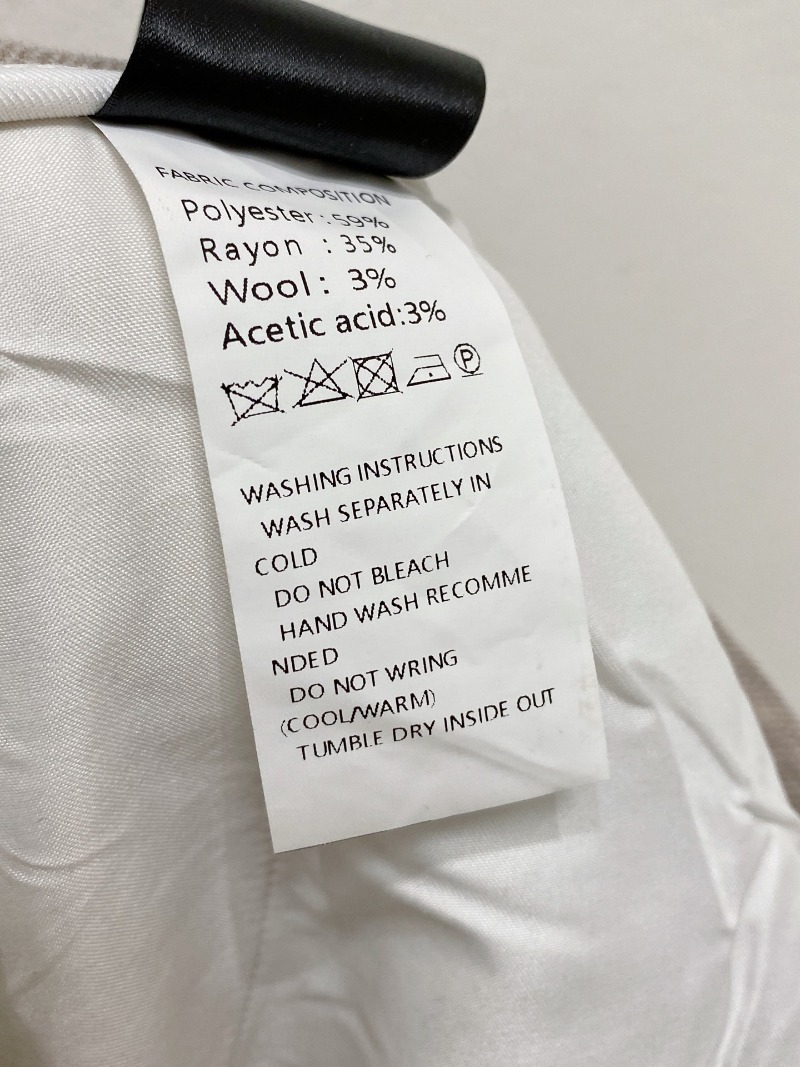 FABRIC COMPOSITION
Polyester : 59%
Rayon : 35%
Wool : 3%
Acetic acid:3%
P
WASHING INSTRUCTIONS
WASH SEPARATELY IN
COLD
DO NOT BLEACH
HAND WASH RECOMME
NDED
DO NOT WRING
(COOL/WARM)
TUMBLE DRY INSIDE OUT